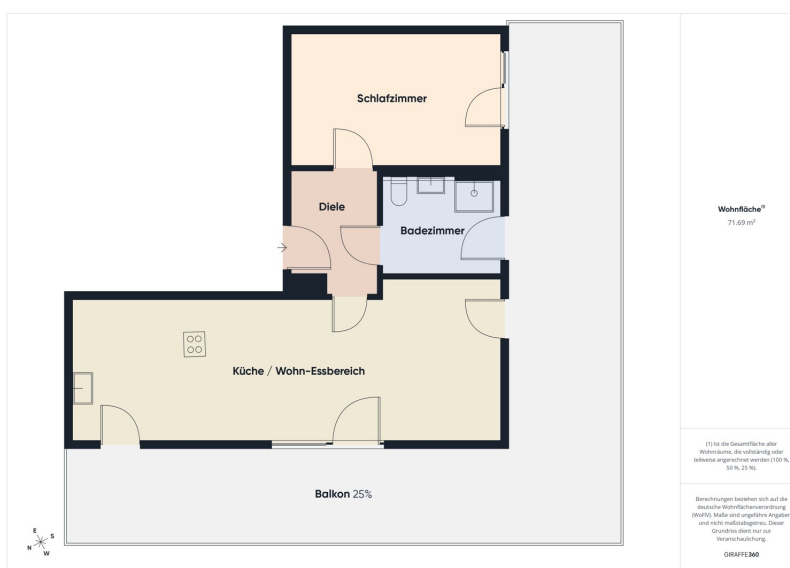 Schlafzimmer
Diele
Badezimmer
Küche / Wohn-Essbereich
Balkon 25%
E
S
N
W
Wohnfläche(1)
71.69 m²
(1) Ist die Gesamtfläche aller
Wohnräume, die vollständig oder
teilweise angerechnet werden (100 %,
50 %, 25 %).
Berechnungen beziehen sich auf die
deutsche Wohnflächenverordnung
(WoFlV). Maße sind ungefähre Angaben
und nicht maßstabsgetreu. Dieser
Grundriss dient nur zur
Veranschaulichung.
GIRAFFE360